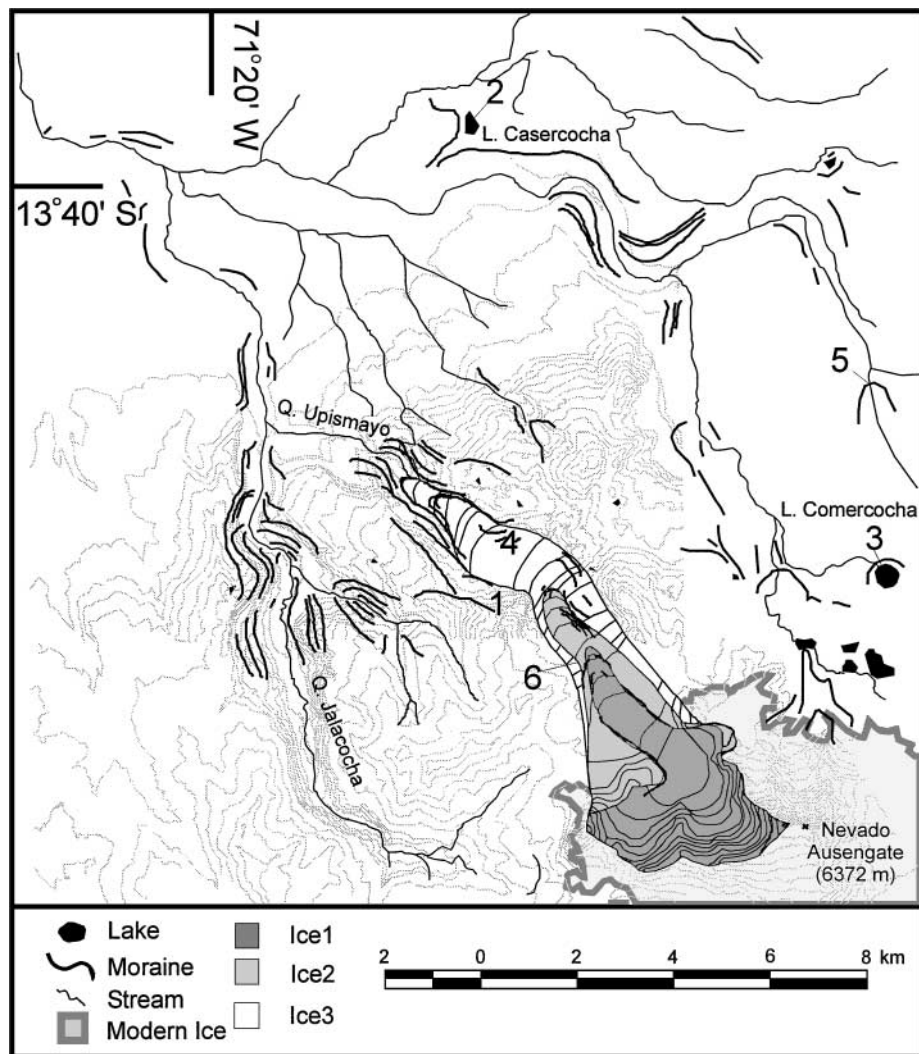 71°20' W
2
L. Casercocha
13°40' S
5
Q. Upismayo
L. Comercocha
3
4
1
6
Q. Jalacocha
Nevado
Ausengate
(6372 m)
Lake
Moraine
Stream
Modern Ice
Ice1
Ice2
Ice3
2 0 2 4 6 8 km